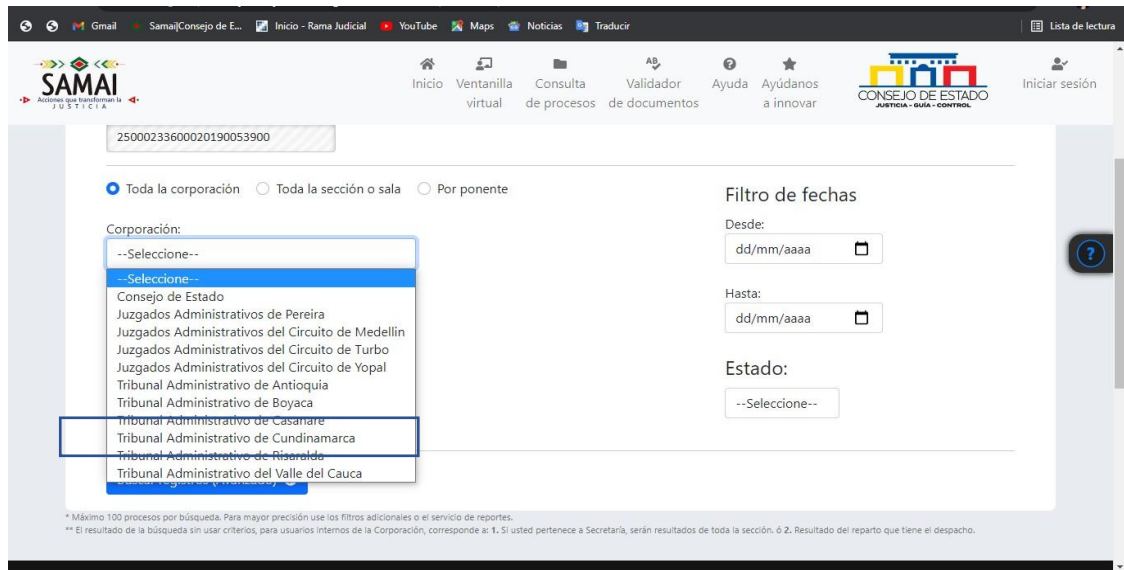 Gmail
Samai|Consejo de E...
Inicio - Rama Judicial
YouTube
Maps
Noticias
Traducir
Lista de lectura
SAMAI
Acciones que transforman la
JUSTICIA
Inicio
Ventanilla virtual
Consulta de procesos
Validador de documentos
Ayuda
Ayúdanos a innovar
CONSEJO DE ESTADO
JUSTICIA - GUÍA - CONTROL
Iniciar sesión
25000233600020190053900
Toda la corporación
Toda la sección o sala
Por ponente
Corporación:
--Seleccione--
--Seleccione--
Consejo de Estado
Juzgados Administrativos de Pereira
Juzgados Administrativos del Circuito de Medellin
Juzgados Administrativos del Circuito de Turbo
Juzgados Administrativos del Circuito de Yopal
Tribunal Administrativo de Antioquia
Tribunal Administrativo de Boyaca
Tribunal Administrativo de Casanare
Tribunal Administrativo de Cundinamarca
Tribunal Administrativo de Risaralda
Tribunal Administrativo del Valle del Cauca
Filtro de fechas
Desde:
dd/mm/aaaa
Hasta:
dd/mm/aaaa
Estado:
--Seleccione--
* Máximo 100 procesos por búsqueda. Para mayor precisión use los filtros adicionales o el servicio de reportes.
** El resultado de la búsqueda sin usar criterios, para usuarios internos de la Corporación, corresponde a: 1. Si usted pertenece a Secretaría, serán resultados de toda la sección. ó 2. Resultado del reparto que tiene el despacho.